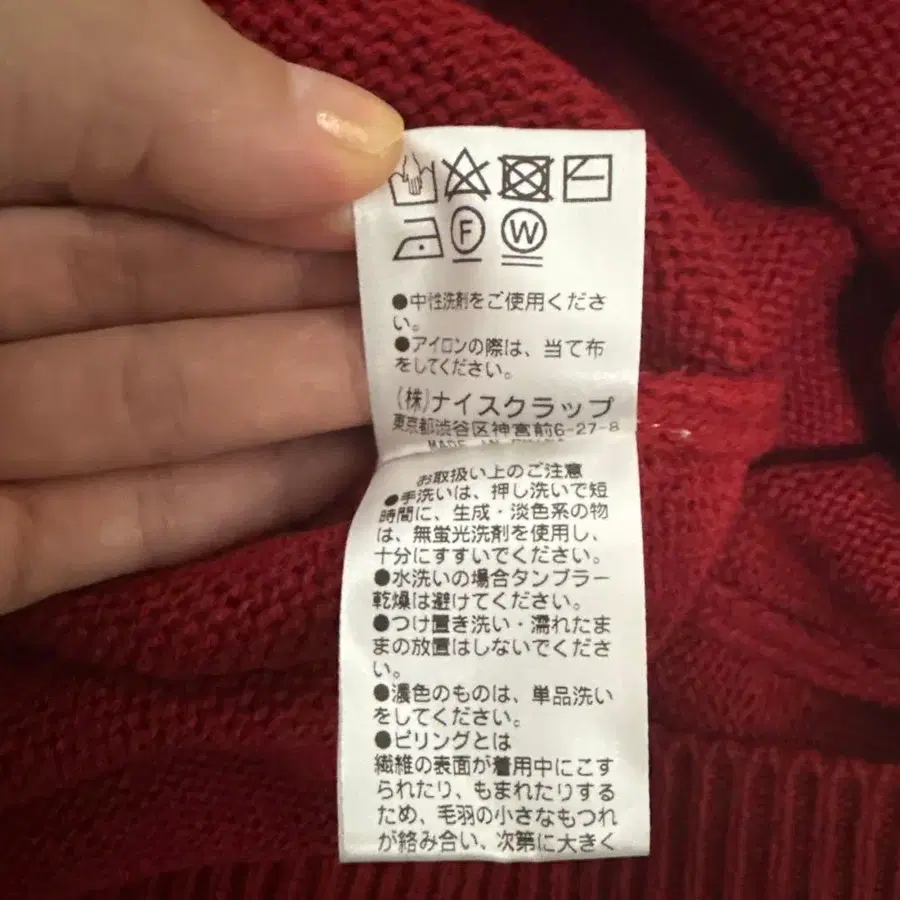 F W
●中性洗剤をご使用くださ
い。
●アイロンの際は、当て布
をしてください。
(株)ナイスクラップ
東京都渋谷区神宮前6-27-8
MADE IN
お取扱い上のご注意
●手洗いは、押し洗いで短
時間に、生成・淡色系の物
は、無蛍光洗剤を使用し、
十分にすすいでください。
●水洗いの場合タンブラー
乾燥は避けてください。
●つけ置き洗い・濡れたま
まの放置はしないでくださ
い。
●濃色のものは、単品洗い
をしてください。
●ピリングとは
繊維の表面が着用中にこす
られたり、もまれたりする
ため、毛羽の小さなもつれ
が絡み合い、次第に大きく